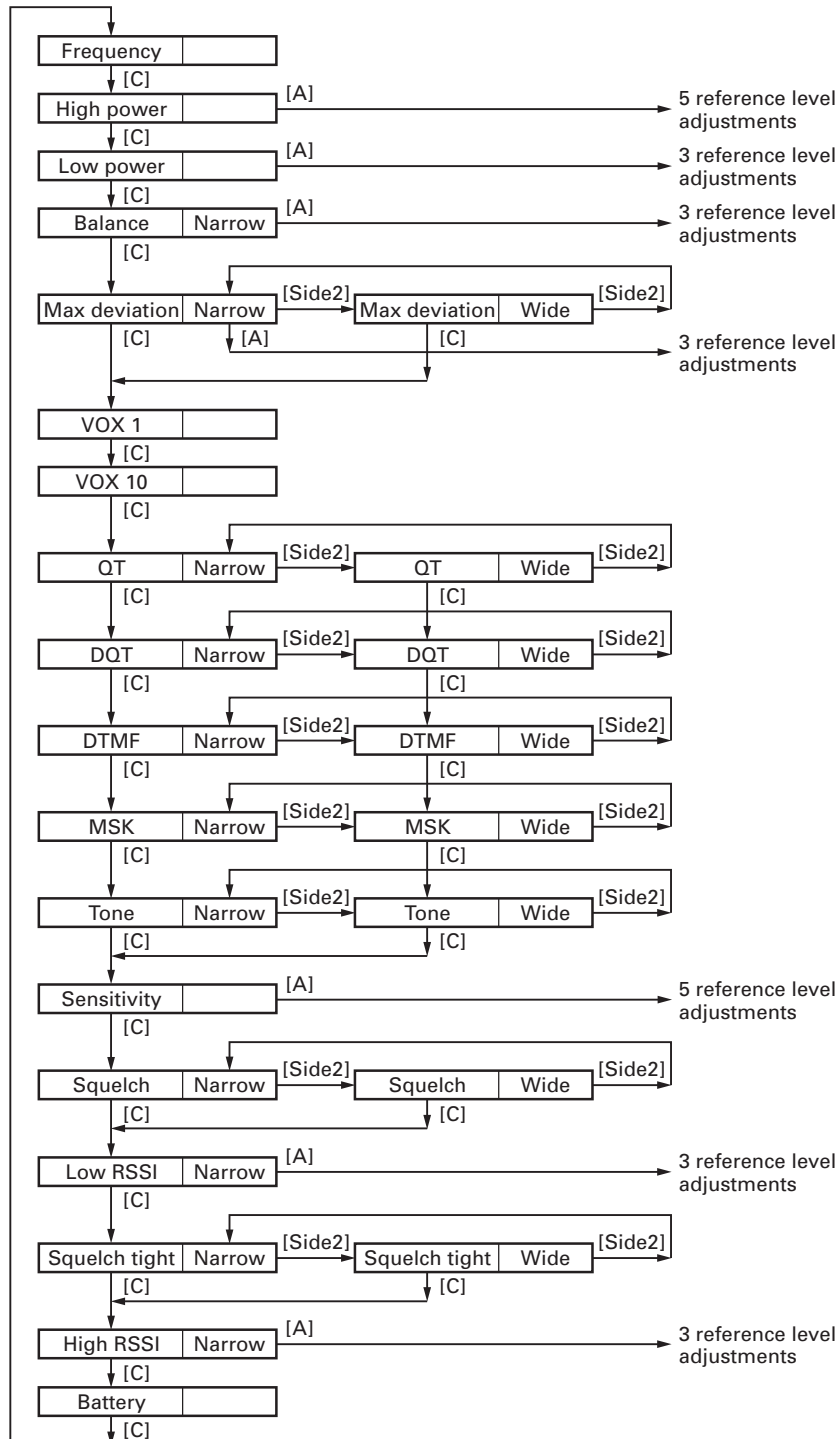 Frequency
[C]
High power [A] 5 reference level
adjustments
[C]
Low power [A] 3 reference level
adjustments
[C]
Balance Narrow [A] 3 reference level
adjustments
[C]
Max deviation Narrow [Side2] Max deviation Wide [Side2]
[C] [A] [C] 3 reference level
adjustments
VOX 1
[C]
VOX 10
[C]
QT Narrow [Side2] QT Wide [Side2]
[C] [C]
DQT Narrow [Side2] DQT Wide [Side2]
[C] [C]
DTMF Narrow [Side2] DTMF Wide [Side2]
[C] [C]
MSK Narrow [Side2] MSK Wide [Side2]
[C] [C]
Tone Narrow [Side2] Tone Wide [Side2]
[C] [C]
Sensitivity [A] 5 reference level
adjustments
[C]
Squelch Narrow [Side2] Squelch Wide [Side2]
[C] [C]
Low RSSI Narrow [A] 3 reference level
adjustments
[C]
Squelch tight Narrow [Side2] Squelch tight Wide [Side2]
[C] [C]
High RSSI Narrow [A] 3 reference level
adjustments
[C]
Battery
[C]